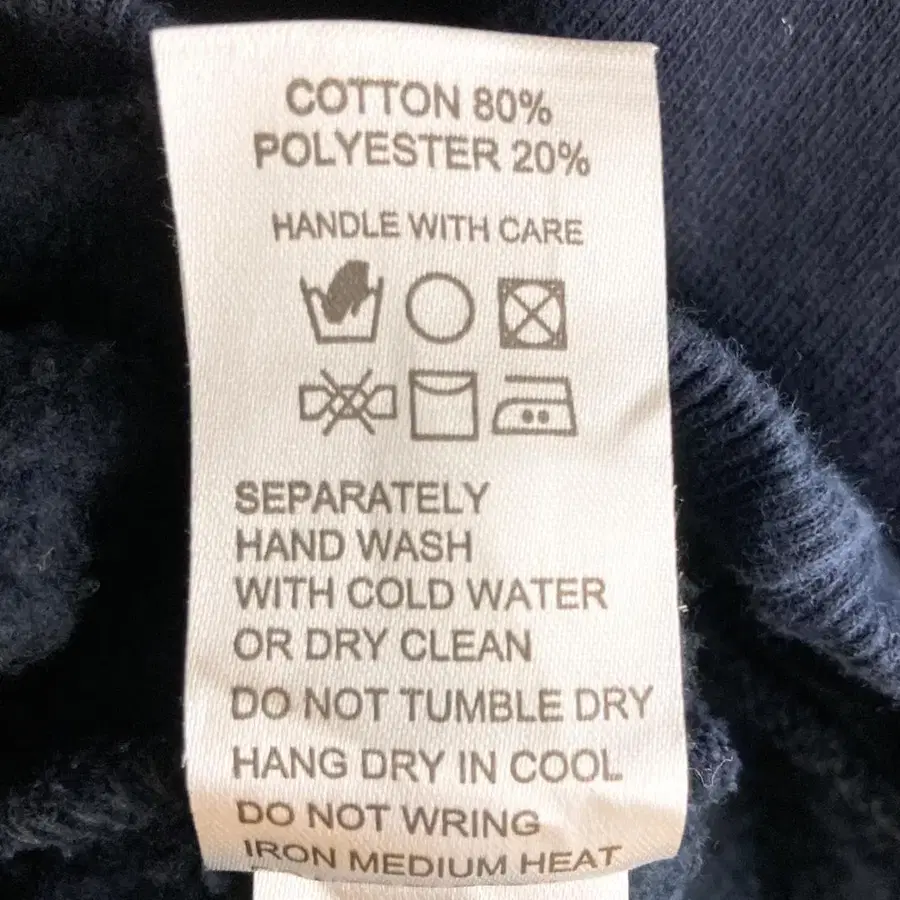 COTTON 80%
POLYESTER 20%
HANDLE WITH CARE
SEPARATELY
HAND WASH
WITH COLD WATER
OR DRY CLEAN
DO NOT TUMBLE DRY
HANG DRY IN COOL
DO NOT WRING
IRON MEDIUM HEAT